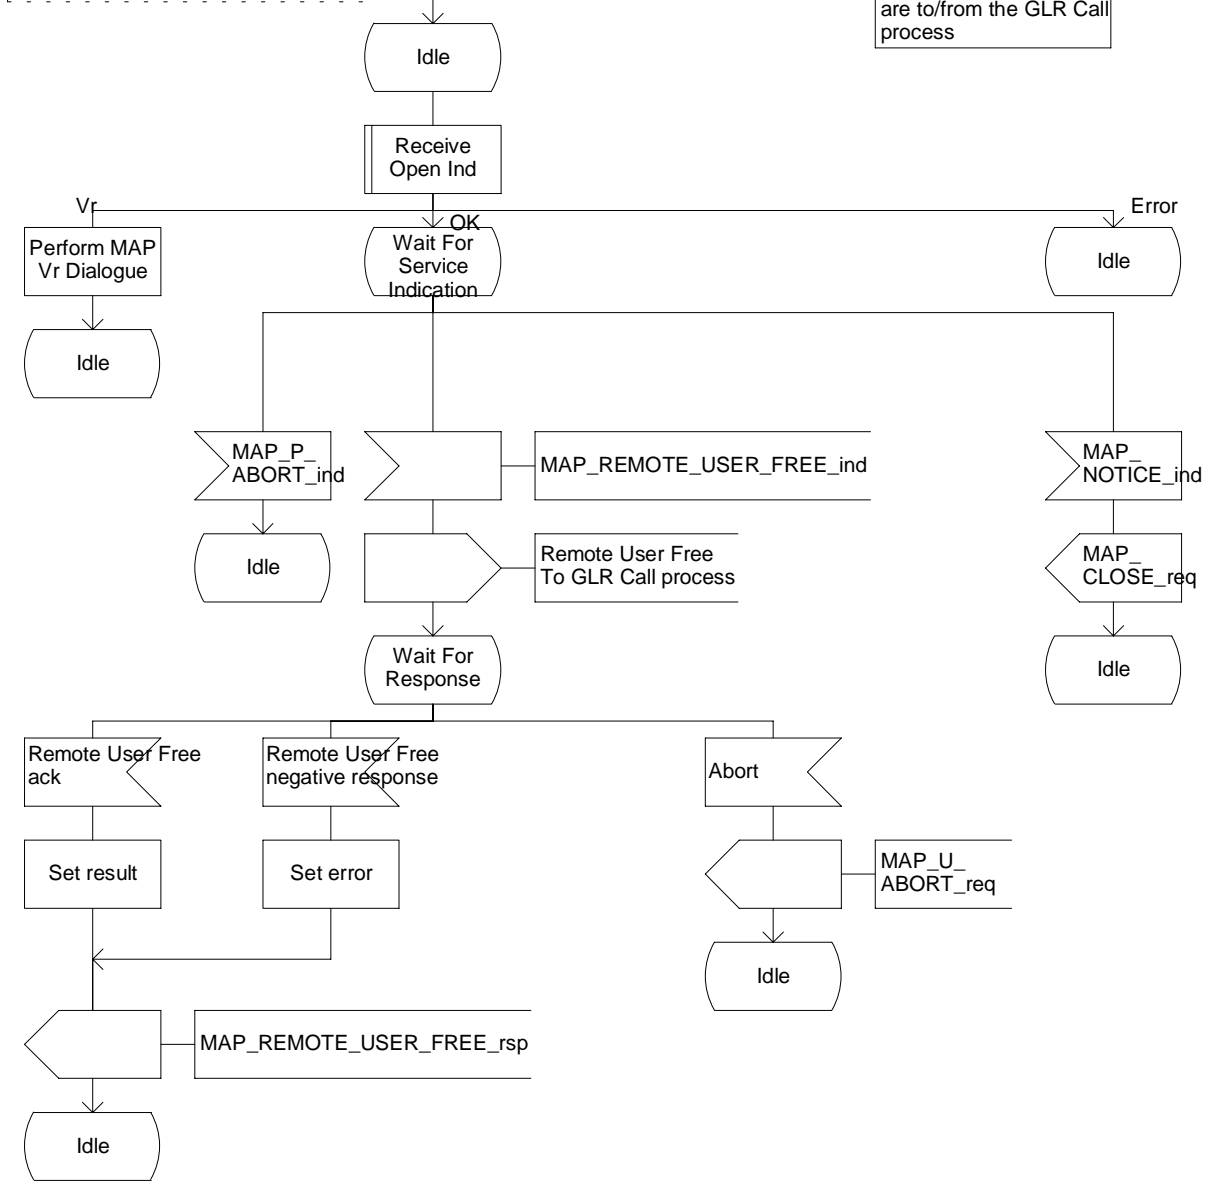 are to/from the GLR Call
process
Idle
Receive
Open Ind
Vr
OK
Error
Perform MAP
Vr Dialogue
Wait For
Service
Indication
Idle
Idle
MAP_P_
ABORT_ind
MAP_REMOTE_USER_FREE_ind
MAP_
NOTICE_ind
Idle
Remote User Free
To GLR Call process
MAP_
CLOSE_req
Wait For
Response
Idle
Remote User Free
ack
Remote User Free
negative response
Abort
Set result
Set error
MAP_U_
ABORT_req
Idle
MAP_REMOTE_USER_FREE_rsp
Idle